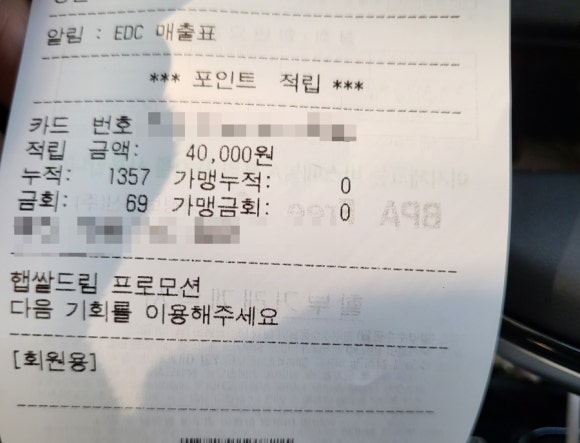 알림 : EDC 매출표
*** 포인트 적립 ***
카드 번호
적립 금액: 40,000원
누적: 1357 가맹누적: 0
금회: 69 가맹금회: 0
BPA Free
햅쌀드림 프로모션
다음 기회를 이용해주세요
[회원용]